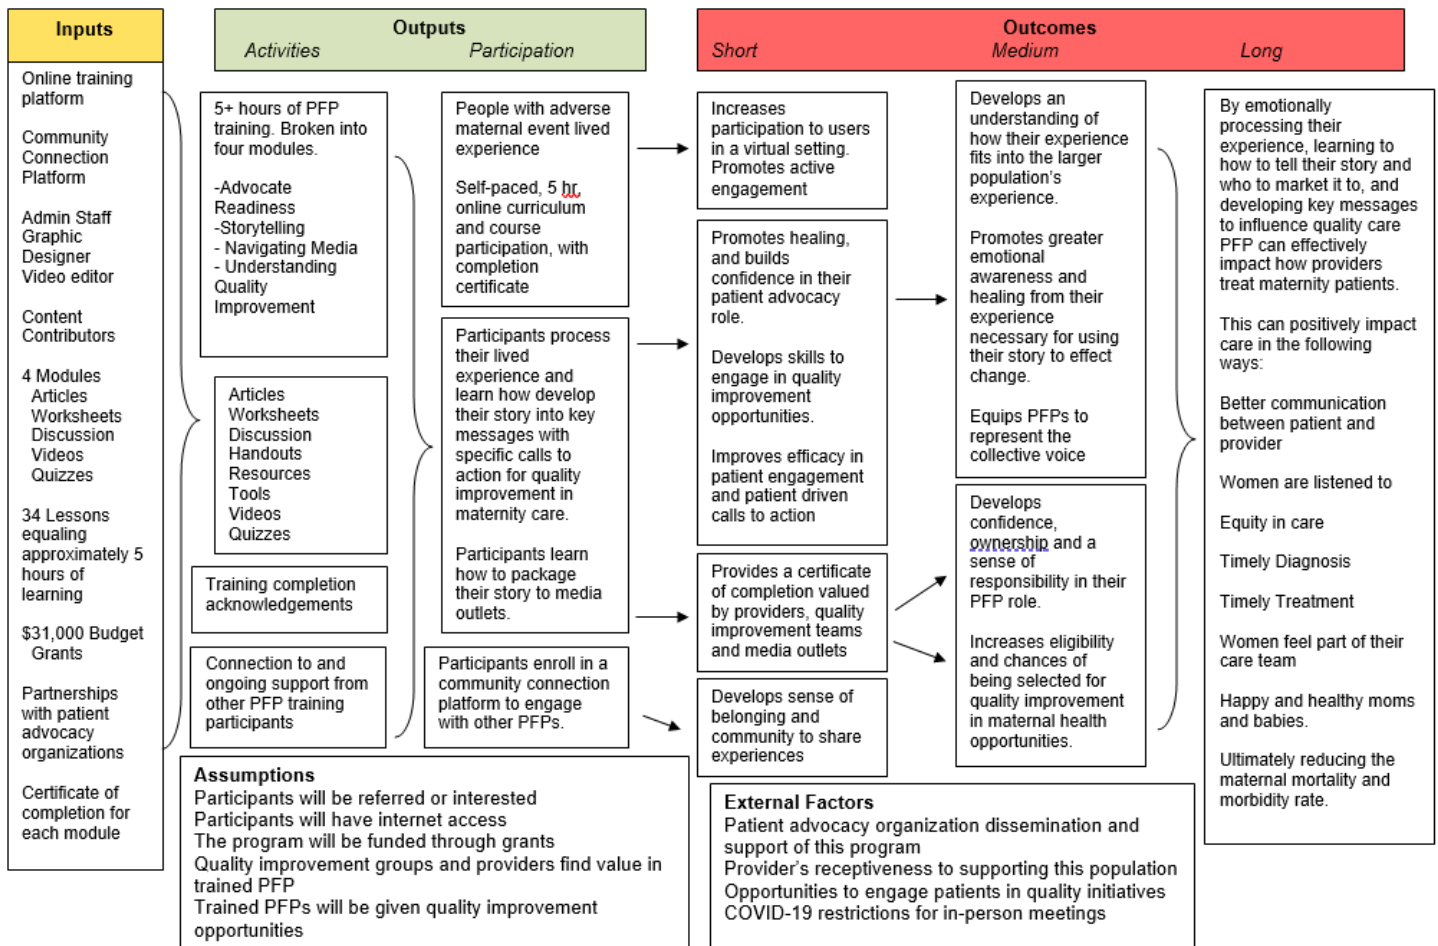 Inputs
Online training
platform
Community
Connection
Platform
Admin Staff
Graphic
Designer
Video editor
Content
Contributors
4 Modules
Articles
Worksheets
Discussion
Videos
Quizzes
34 Lessons
equaling
approximately 5
hours of
learning
$31,000 Budget
Grants
Partnerships
with patient
advocacy
organizations
Certificate of
completion for
each module
Outputs
Activities
Participation
5+ hours of PFP
training. Broken into
four modules.
-Advocate
Readiness
-Storytelling
- Navigating Media
- Understanding
Quality
Improvement
Articles
Worksheets
Discussion
Handouts
Resources
Tools
Videos
Quizzes
Training completion
acknowledgements
Connection to and
ongoing support from
other PFP training
participants
People with adverse
maternal event lived
experience
Self-paced, 5 hr,
online curriculum
and course
participation, with
completion
certificate
Participants process
their lived
experience and
learn how develop
their story into key
messages with
specific calls to
action for quality
improvement in
maternity care.
Participants learn
how to package
their story to media
outlets.
Participants enroll in a
community connection
platform to engage
with other PFPs.
Outcomes
Short
Medium
Long
Increases
participation to users
in a virtual setting.
Promotes active
engagement
Promotes healing,
and builds
confidence in their
patient advocacy
role.
Develops skills to
engage in quality
improvement
opportunities.
Improves efficacy in
patient engagement
and patient driven
calls to action
Provides a certificate
of completion valued
by providers, quality
improvement teams
and media outlets
Develops sense of
belonging and
community to share
experiences
Develops an
understanding of
how their experience
fits into the larger
population's
experience.
Promotes greater
emotional
awareness and
healing from their
experience
necessary for using
their story to effect
change.
Equips PFPs to
represent the
collective voice
Develops
confidence,
ownership and a
sense of
responsibility in their
PFP role.
Increases eligibility
and chances of
being selected for
quality improvement
in maternal health
opportunities.
By emotionally
processing their
experience, learning to
how to tell their story and
who to market it to, and
developing key messages
to influence quality care
PFP can effectively
impact how providers
treat maternity patients.
This can positively impact
care in the following
ways:
Better communication
between patient and
provider
Women are listened to
Equity in care
Timely Diagnosis
Timely Treatment
Women feel part of their
care team
Happy and healthy moms
and babies.
Ultimately reducing the
maternal mortality and
morbidity rate.
Assumptions
Participants will be referred or interested
Participants will have internet access
The program will be funded through grants
Quality improvement groups and providers find value in
trained PFP
Trained PFPs will be given quality improvement
opportunities
External Factors
Patient advocacy organization dissemination and
support of this program
Provider's receptiveness to supporting this population
Opportunities to engage patients in quality initiatives
COVID-19 restrictions for in-person meetings